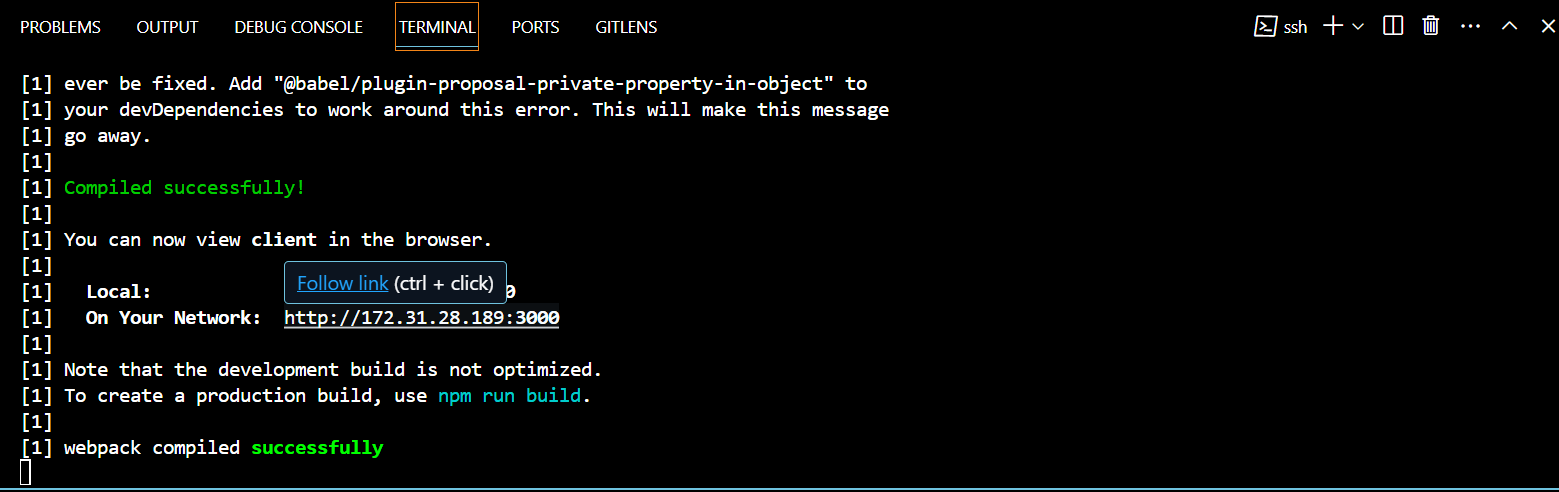 PROBLEMS OUTPUT DEBUG CONSOLE TERMINAL PORTS GITLENS ssh
[1] ever be fixed. Add "@babel/plugin-proposal-private-property-in-object" to
[1] your devDependencies to work around this error. This will make this message
[1] go away.
[1]
[1] Compiled successfully!
[1]
[1] You can now view client in the browser.
[1]
Follow link (ctrl + click)
[1] Local: 0
[1] On Your Network: http://172.31.28.189:3000
[1]
[1] Note that the development build is not optimized.
[1] To create a production build, use npm run build.
[1]
[1] webpack compiled successfully